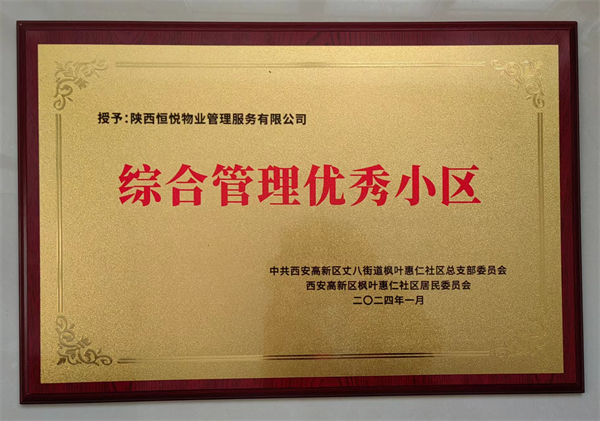 授予：陕西恒悦物业管理服务有限公司
综合管理优秀小区
中共西安高新区丈八街道枫叶惠仁社区总支部委员会
西安高新区枫叶惠仁社区居民委员会
二〇二四年一月